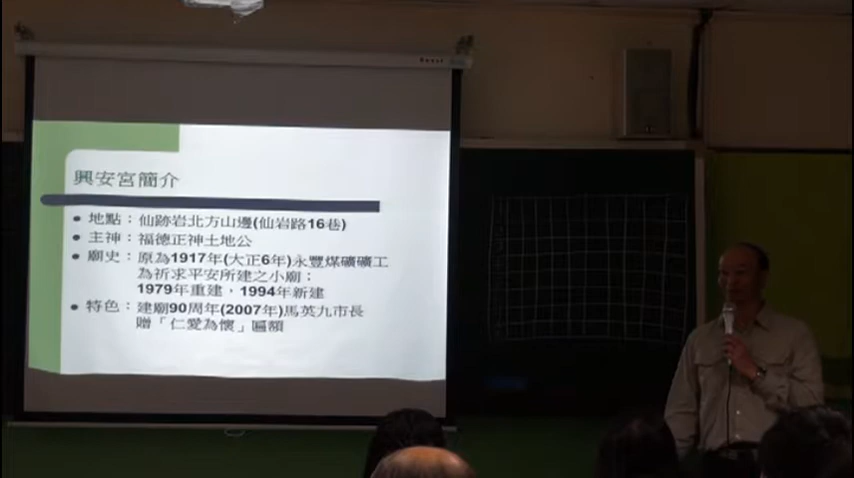 興安宮簡介
● 地點：仙跡岩北方山邊(仙岩路16巷)
● 主神：福德正神土地公
● 廟史：原為1917年(大正6年)永豐煤礦礦工
為祈求平安所建之小廟；
1979年重建，1994年新建
● 特色：建廟90周年(2007年)馬英九市長
贈「仁愛為懷」匾額